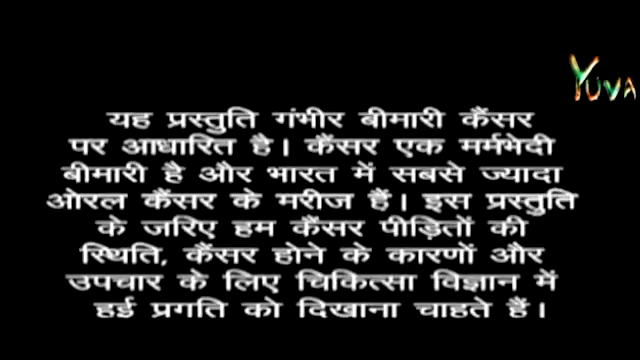 YUVA
यह प्रस्तुति गंभीर बीमारी कैंसर
पर आधारित है। कैंसर एक मर्मभेदी
बीमारी है और भारत में सबसे ज्यादा
ओरल कैंसर के मरीज हैं। इस प्रस्तुति
के जरिए हम कैंसर पीड़ितों की
स्थिति, कैंसर होने के कारणों और
उपचार के लिए चिकित्सा विज्ञान में
हुई प्रगति को दिखाना चाहते हैं।